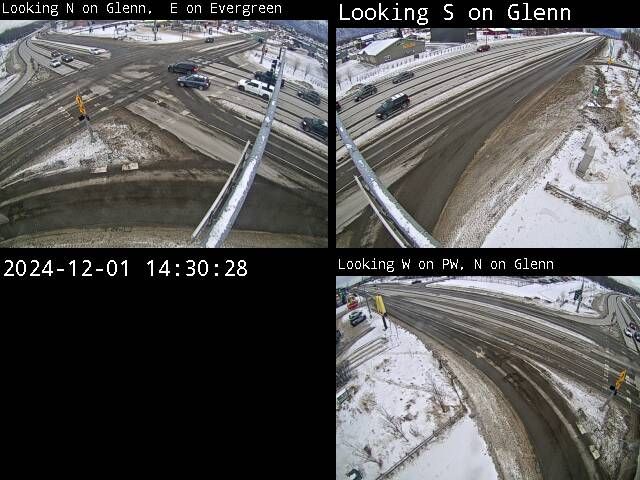 Looking N on Glenn, E on Evergreen
Looking S on Glenn
2024-12-01 14:30:28
Looking W on PW, N on Glenn